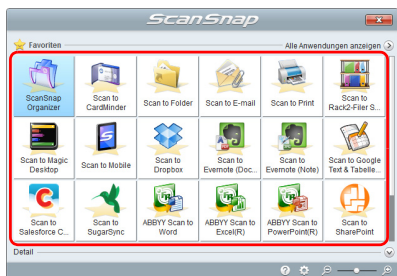 ScanSnap
Favoriten
Alle Anwendungen anzeigen
ScanSnap
Organizer
Scan to
CardMinder
Scan to Folder
Scan to E-mail
Scan to Print
Scan to
Rack2-Filer S...
Scan to Magic
Desktop
Scan to Mobile
Scan to
Dropbox
Scan to
Evernote (Doc...
Scan to
Evernote (Note)
Scan to Google
Text & Tabelle...
Scan to
Salesforce C...
Scan to
SugarSync
ABBYY Scan to
Word
ABBYY Scan to
Excel(R)
ABBYY Scan to
PowerPoint(R)
Scan to
SharePoint
Detail